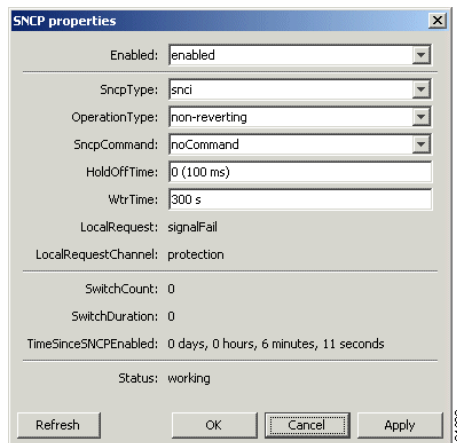 SNCP properties
Enabled: enabled
SncpType: snci
OperationType: non-reverting
SncpCommand: noCommand
HoldOffTime: 0 (100 ms)
WtrTime: 300 s
LocalRequest: signalFail
LocalRequestChannel: protection
SwitchCount: 0
SwitchDuration: 0
TimeSinceSNCPEnabled: 0 days, 0 hours, 6 minutes, 11 seconds
Status: working
Refresh OK Cancel Apply